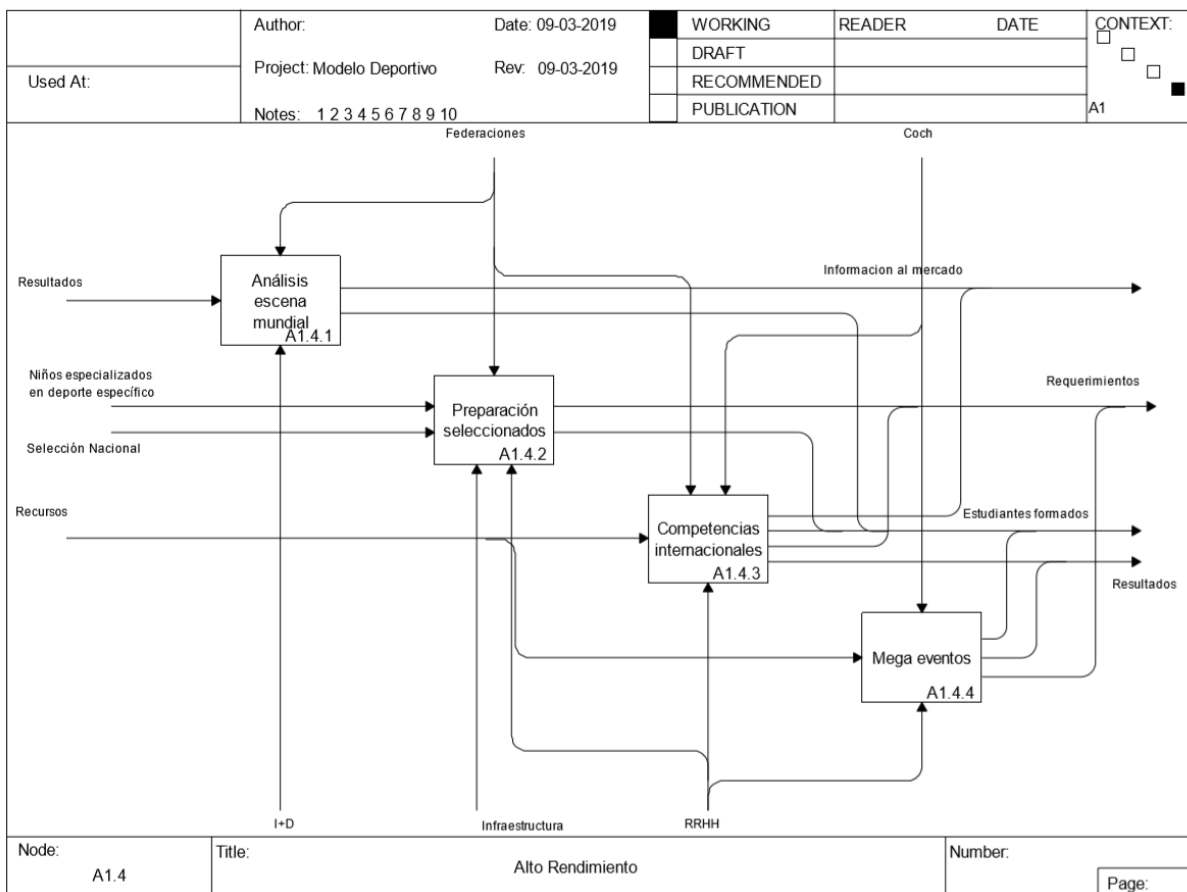 Used At:
Author:
Date: 09-03-2019
Project: Modelo Deportivo
Rev: 09-03-2019
Notes: 1 2 3 4 5 6 7 8 9 10
WORKING
DRAFT
RECOMMENDED
PUBLICATION
READER
DATE
CONTEXT:
A1
Federaciones
Coch
Resultados
Análisis
escena
mundial
A1.4.1
Informacion al mercado
Niños especializados
en deporte específico
Selección Nacional
Preparación
seleccionados
A1.4.2
Requerimientos
Recursos
Competencias
internacionales
A1.4.3
Estudiantes formados
Resultados
Mega eventos
A1.4.4
I+D
Infraestructura
RRHH
Node:
A1.4
Title:
Alto Rendimiento
Number:
Page: